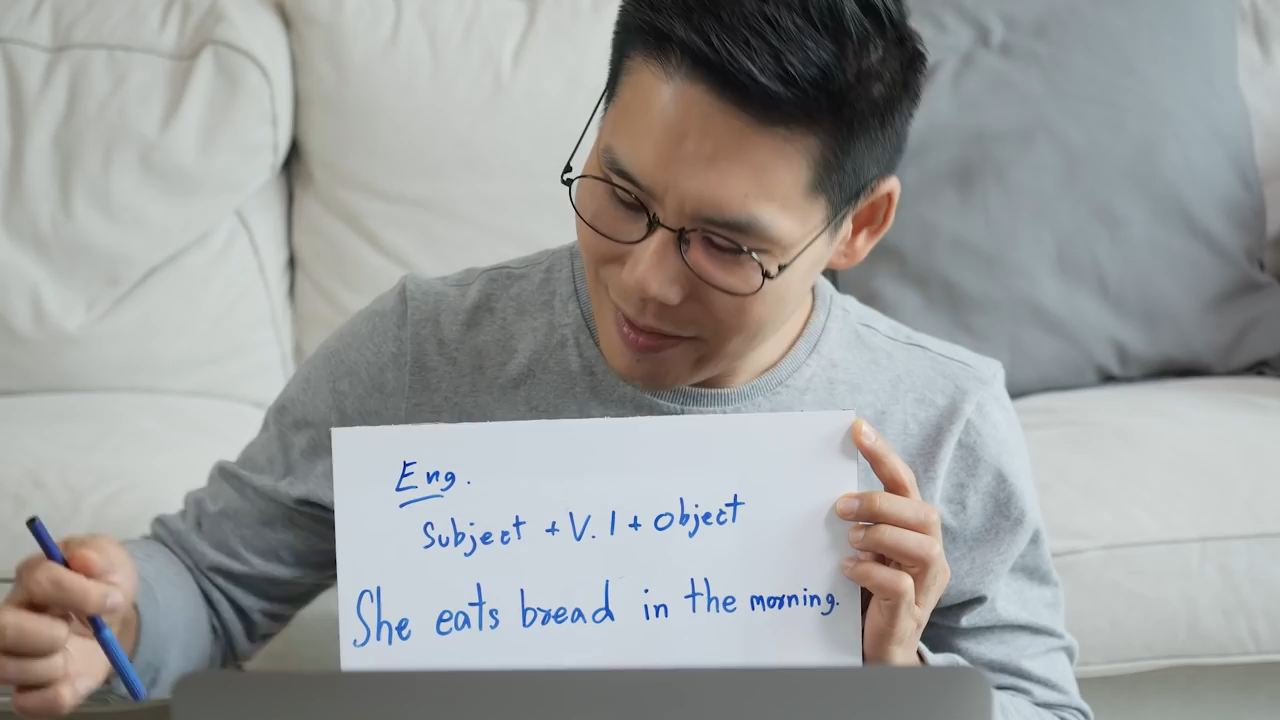 Eng.
Subject + V.1 + Object
She eats bread in the morning.